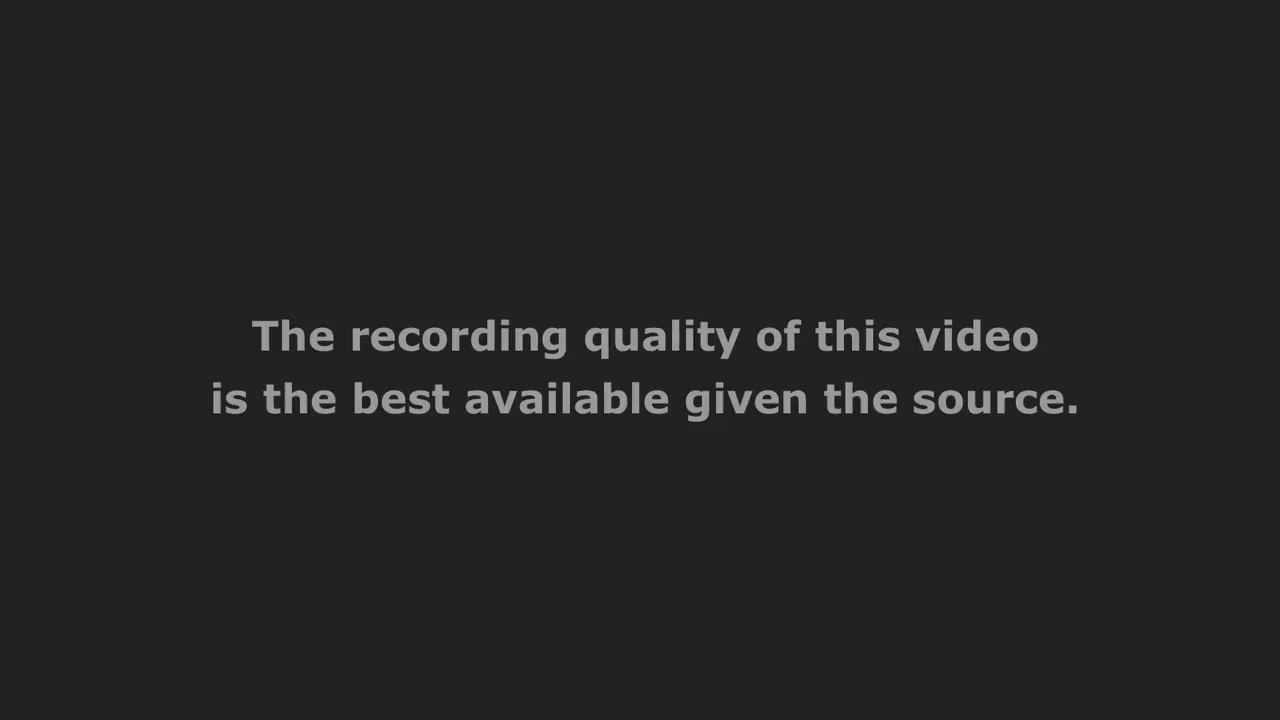 The recording quality of this video
is the best available given the source.